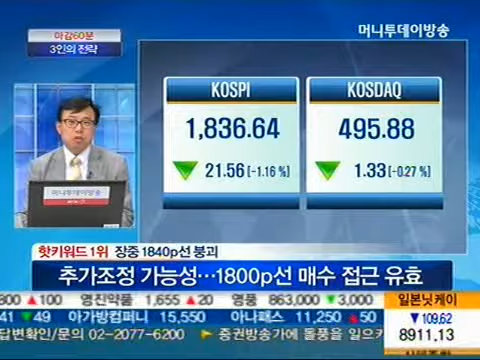 마감60분
3인의 전략
머니투데이방송
KOSPI
KOSDAQ
1,836.64
495.88
▼ 21.56 [-1.16 %]
▼ 1.33 [-0.27 %]
머니투데이방송
핫키워드 1위 장중 1840p선 붕괴
추가조정 가능성…1800p선 매수 접근 유효
800 ▲100 영진약품 1,655 ▲20 영풍 863,000 ▼3,000
일본닛케이
▼109.62
8911.13
▼49 아가방컴퍼니 15,550 아나패스 11,250 ▲50
답변확인/문의 02-2077-6200 ► 증권방송가에 돌풍을 일으키